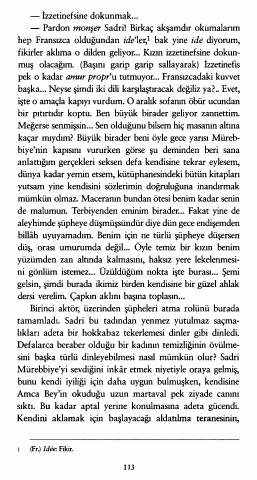 — İzzetinefsine dokunmak...
— Pardon monşer Sadri! Birkaç akşamdır okumalarım
hep Fransızca olduğundan ide'ler,¹ bak yine ide diyorum,
fikirler aklıma o dilden geliyor... Kızın izzetinefsine dokun-
muş olacağım. (Başını garip garip sallayarak) İzzetinefis
pek o kadar amur propr'u tutmuyor... Fransızcadaki kuvvet
başka... Neyse şimdi iki dili karşılaştıracak değiliz ya?.. Evet,
işte o amaçla kapıyı vurdum. O aralık sofanın öbür ucundan
bir pıtırtıdır koptu. Ben büyük birader geliyor zannettim.
Meğerse senmişsin... Sen olduğunu bilsem hiç masanın altına
kaçar mıydım? Büyük birader beni öyle gece yarısı Müreb-
biye'nin kapısını vururken görse şu deminden beri sana
anlattığım gerçekleri seksen defa kendisine tekrar eylesem,
dünya kadar yemin etsem, kütüphanesindeki bütün kitapları
yutsam yine kendisini sözlerimin doğruluğuna inandırmak
mümkün olmaz. Maceranın bundan ötesi benim kadar senin
de malumun. Terbiyenden eminim birader... Fakat yine de
aleyhimde şüpheye düşmüşsündür diye dün gece endişemden
billâh uyuyamadım. Benim için ne türlü şüpheye düşersen
düş, orası umurumda değil... Öyle temiz bir kızın benim
yüzümden zan altında kalmasını, haksız yere lekelenmesi-
ni gönlüm istemez... Üzüldüğüm nokta işte burası... Şemi
gelsin, şimdi burada ikimiz birden kendisine bir güzel ahlak
dersi verelim. Çapkın aklını başına toplasın...
Birinci aktör, üzerinden şüpheleri atma rolünü burada
tamamladı. Sadri bu tadından yenmez yutulmaz saçma-
lıkları adeta bir hokkabaz tekerlemesi dinler gibi dinledi.
Defalarca beraber olduğu bir kadının temizliğinin övülme-
sini başka türlü dinleyebilmesi nasıl mümkün olur? Sadri
Mürebbiye'yi sevdiğini inkâr etmek niyetiyle oraya gelmiş,
bunu kendi iyiliği için daha uygun bulmuşken, kendisine
Amca Bey'in okuduğu uzun martaval pek ziyade canını
sıktı. Bu kadar aptal yerine konulmasına adeta gücendi.
Kendini aklamak için başlayacağı aldatılma teranesinin,
1 (Fr.) Idée: Fikir.
113